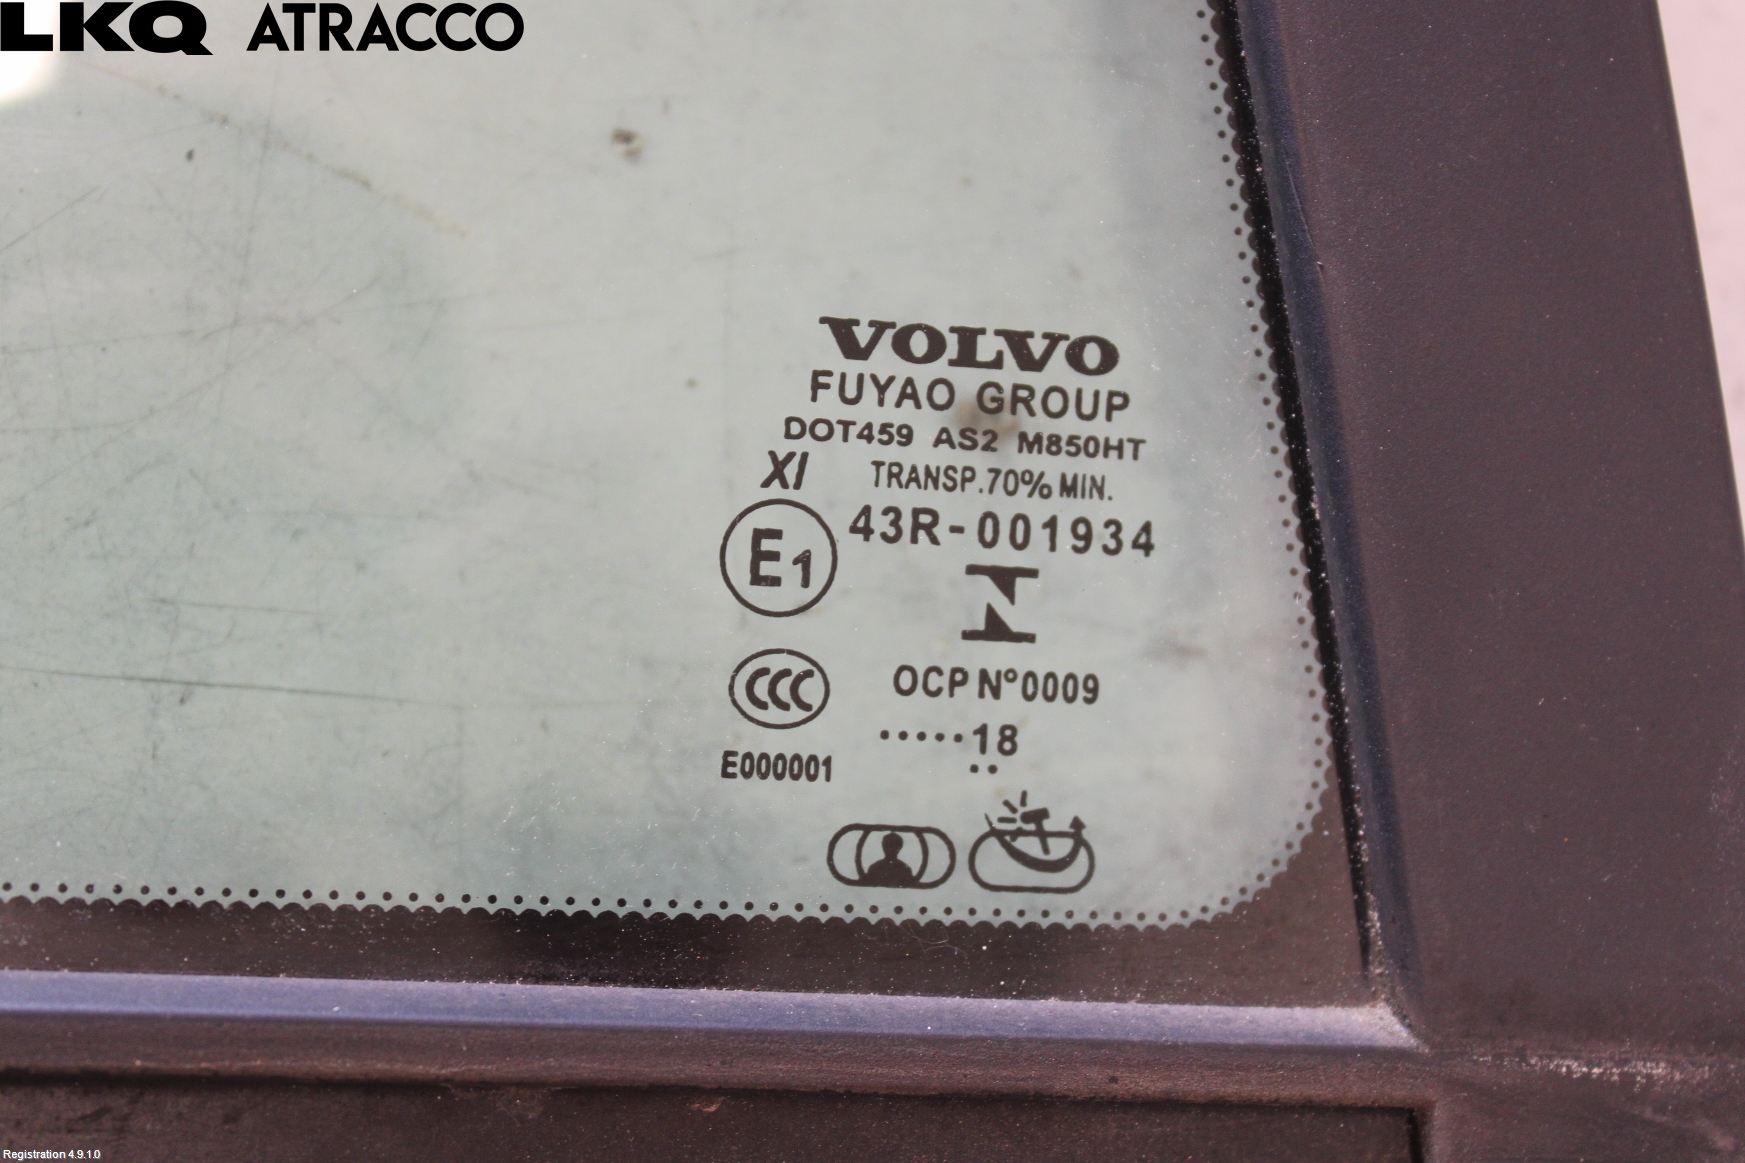 LKQ ATRACCO
VOLVO
FUYAO GROUP
DOT459 AS2 M850HT
XI TRANSP.70% MIN.
E1 43R-001934
OCP N°0009
CCC
·····18
··
E000001
Registration 4.9.1.0